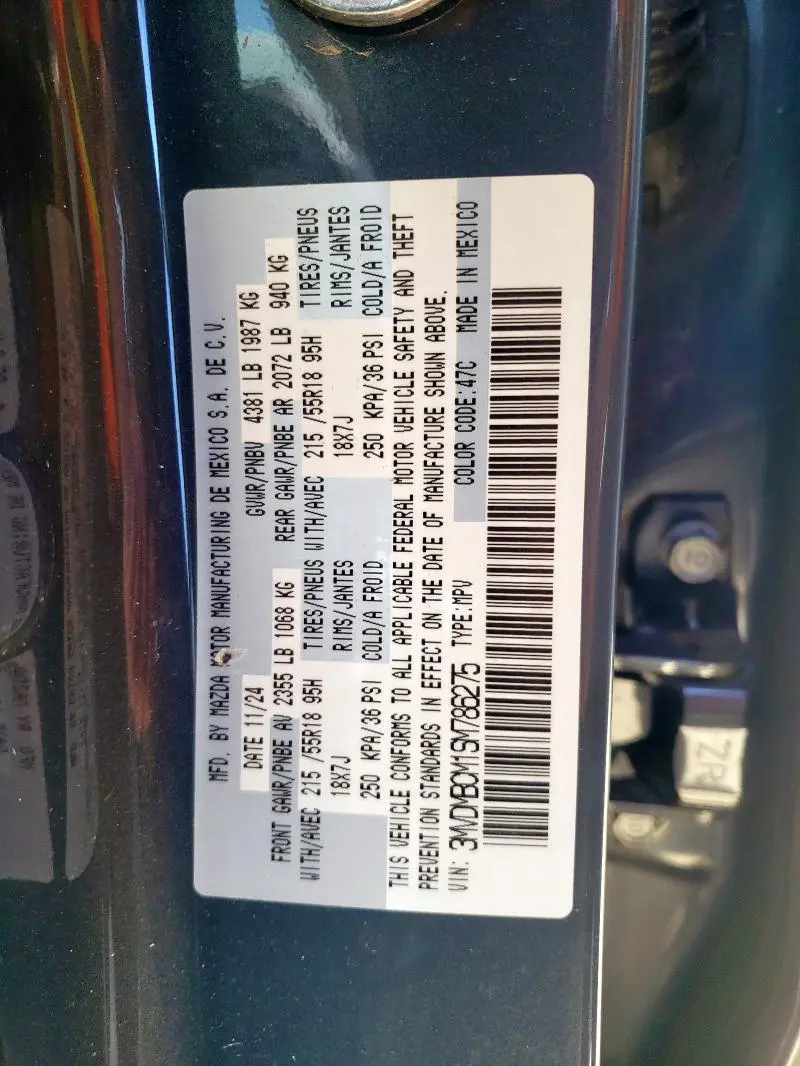 MFD. BY MAZDA MOTOR MANUFACTURING DE MEXICO S.A. DE C.V.
DATE 11/24 GVWR/PNBV 4381 LB 1987 KG
FRONT GAWR/PNBE AV 2355 LB 1068 KG REAR GAWR/PNBE AR 2072 LB 940 KG
WITH/AVEC 215 /55R18 95H TIRES/PNEUS WITH/AVEC 215 /55R18 95H TIRES/PNEUS
18X7J RIMS/JANTES 18X7J RIMS/JANTES
250 KPA/36 PSI COLD/A FROID 250 KPA/36 PSI COLD/A FROID
THIS VEHICLE CONFORMS TO ALL APPLICABLE FEDERAL MOTOR VEHICLE SAFETY AND THEFT
PREVENTION STANDARDS IN EFFECT ON THE DATE OF MANUFACTURE SHOWN ABOVE.
VIN: 3MVDMBCM1SM786275 TYPE:MPV COLOR CODE:47C MADE IN MEXICO
10
ZR